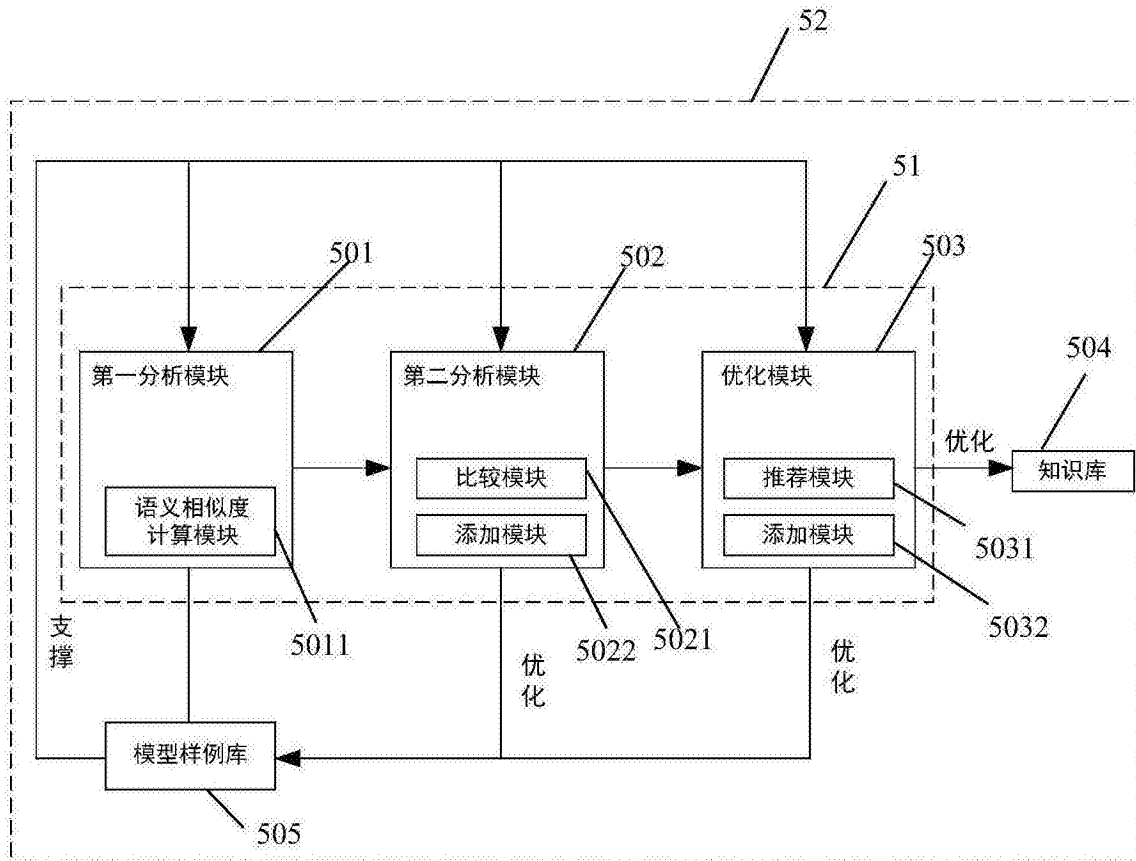 52
51
501
502
503
504
第一分析模块
第二分析模块
优化模块
优化
知识库
比较模块
推荐模块
语义相似度
计算模块
添加模块
添加模块
5031
5032
5011
5022
5021
支
撑
优
化
优
化
模型样例库
505